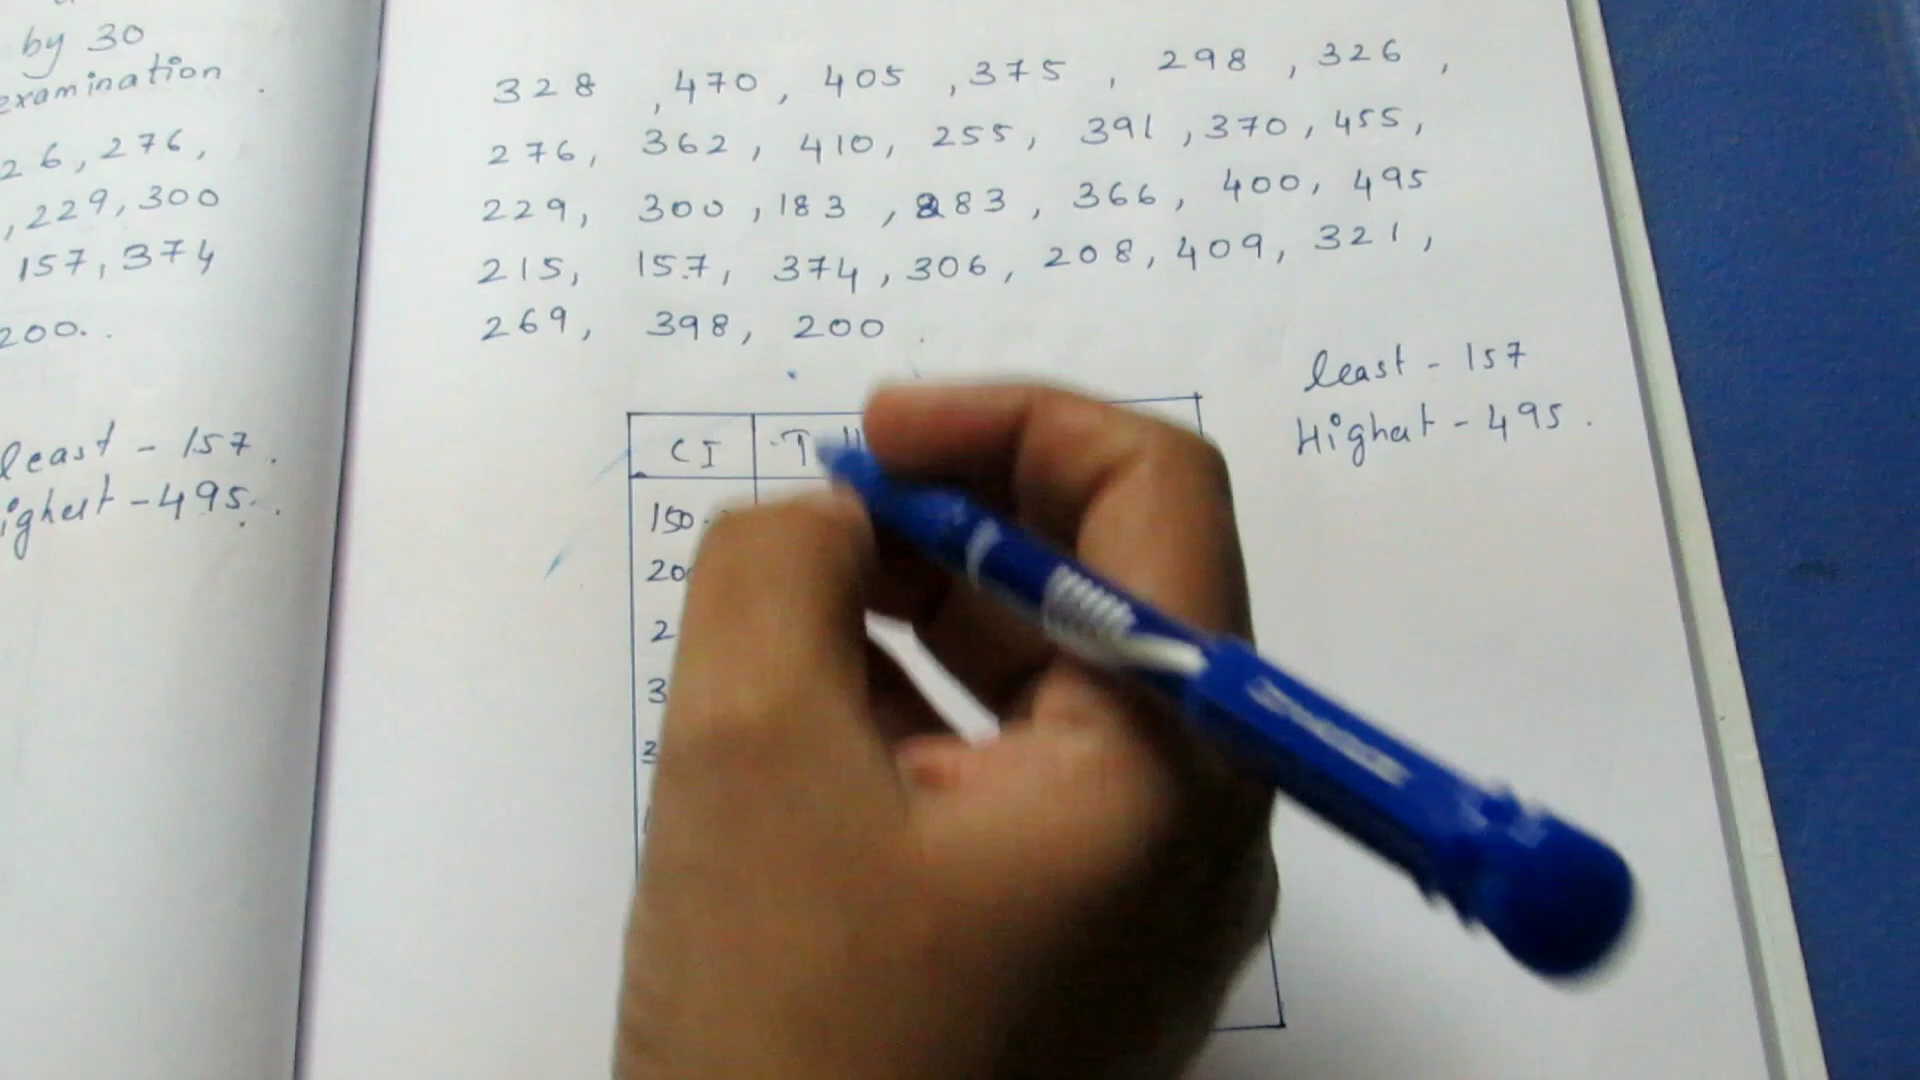 by 30
examination .
26, 276,
, 229, 300
157, 374
200..
least - 157 .
ighest - 495..
328 , 470 , 405 , 375 , 298 , 326 ,
276, 362 , 410, 255, 391 , 370, 455,
229, 300 , 183 , 283 , 366, 400, 495
215, 157, 374 , 306, 208, 409, 321 ,
269, 398, 200 .
least - 157
Highest - 495 .
CI T
150-
20
2
3
3